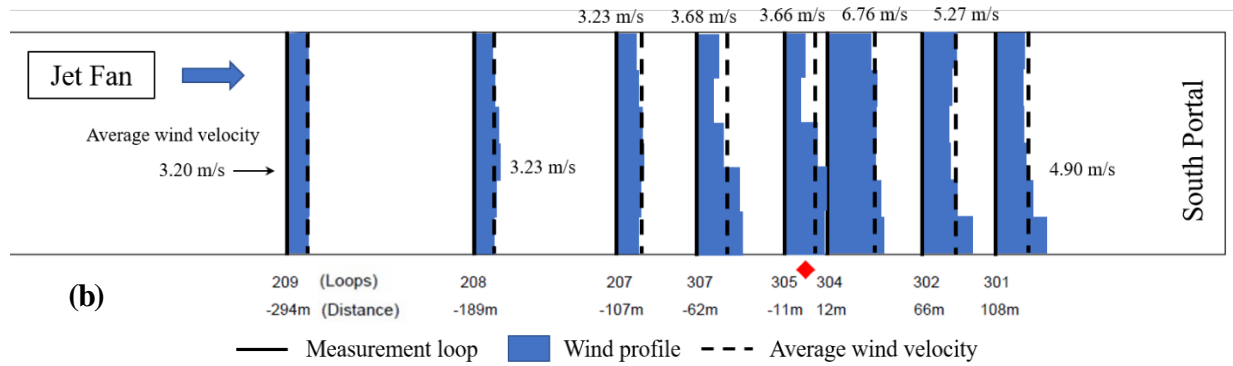 3.23 m/s 3.68 m/s 3.66 m/s 6.76 m/s 5.27 m/s
Jet Fan
Average wind velocity
3.20 m/s
3.23 m/s
4.90 m/s
South Portal
209 (Loops) 208 207 307 305 304 302 301
-294m (Distance) -189m -107m -62m -11m 12m 66m 108m
(b)
Measurement loop Wind profile Average wind velocity